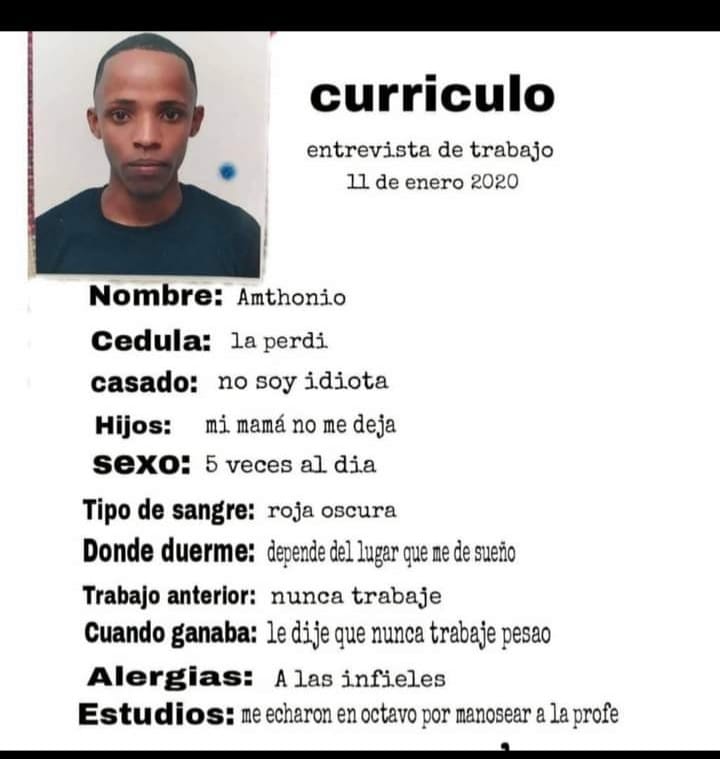 curriculo
entrevista de trabajo
11 de enero 2020
Nombre: Amthonio
Cedula: la perdi
casado: no soy idiota
Hijos: mi mamá no me deja
sexo: 5 veces al dia
Tipo de sangre: roja oscura
Donde duerme: depende del lugar que me de sueño
Trabajo anterior: nunca trabaje
Cuando ganaba: le dije que nunca trabaje pesao
Alergias: A las infieles
Estudios: me echaron en octavo por manosear a la profe